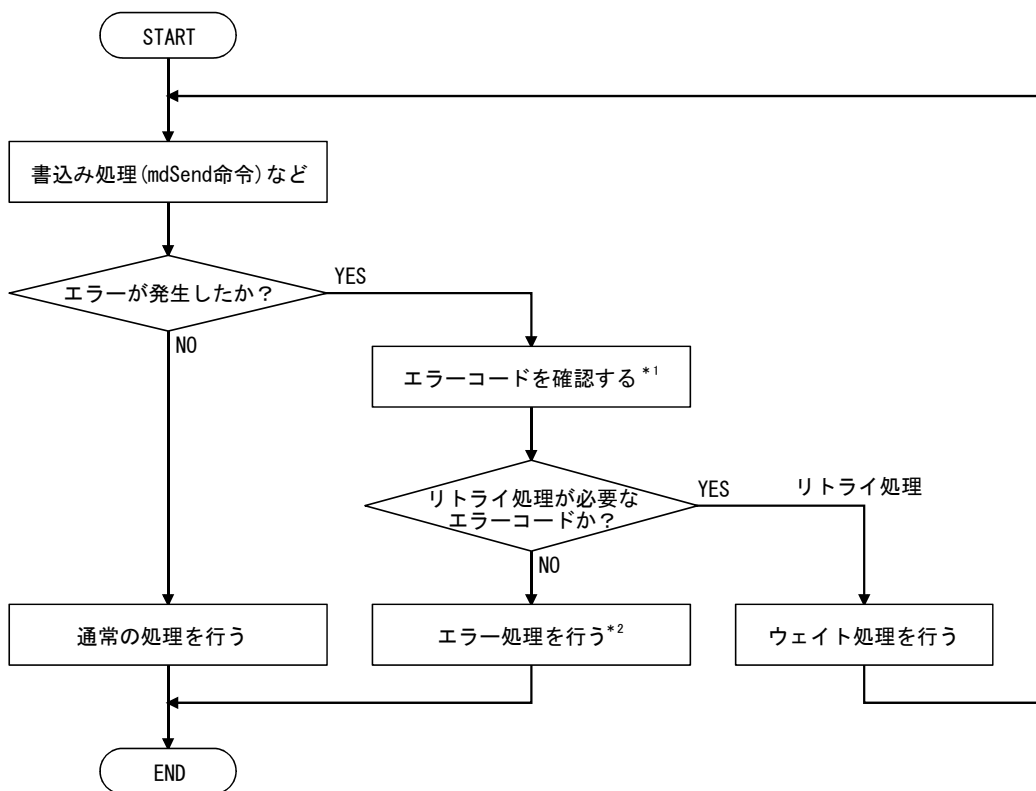 START
書込み処理(mdSend命令)など
エラーが発生したか？
YES
NO
エラーコードを確認する*1
リトライ処理が必要な
エラーコードか？
YES
リトライ処理
NO
通常の処理を行う
エラー処理を行う*2
ウェイト処理を行う
END